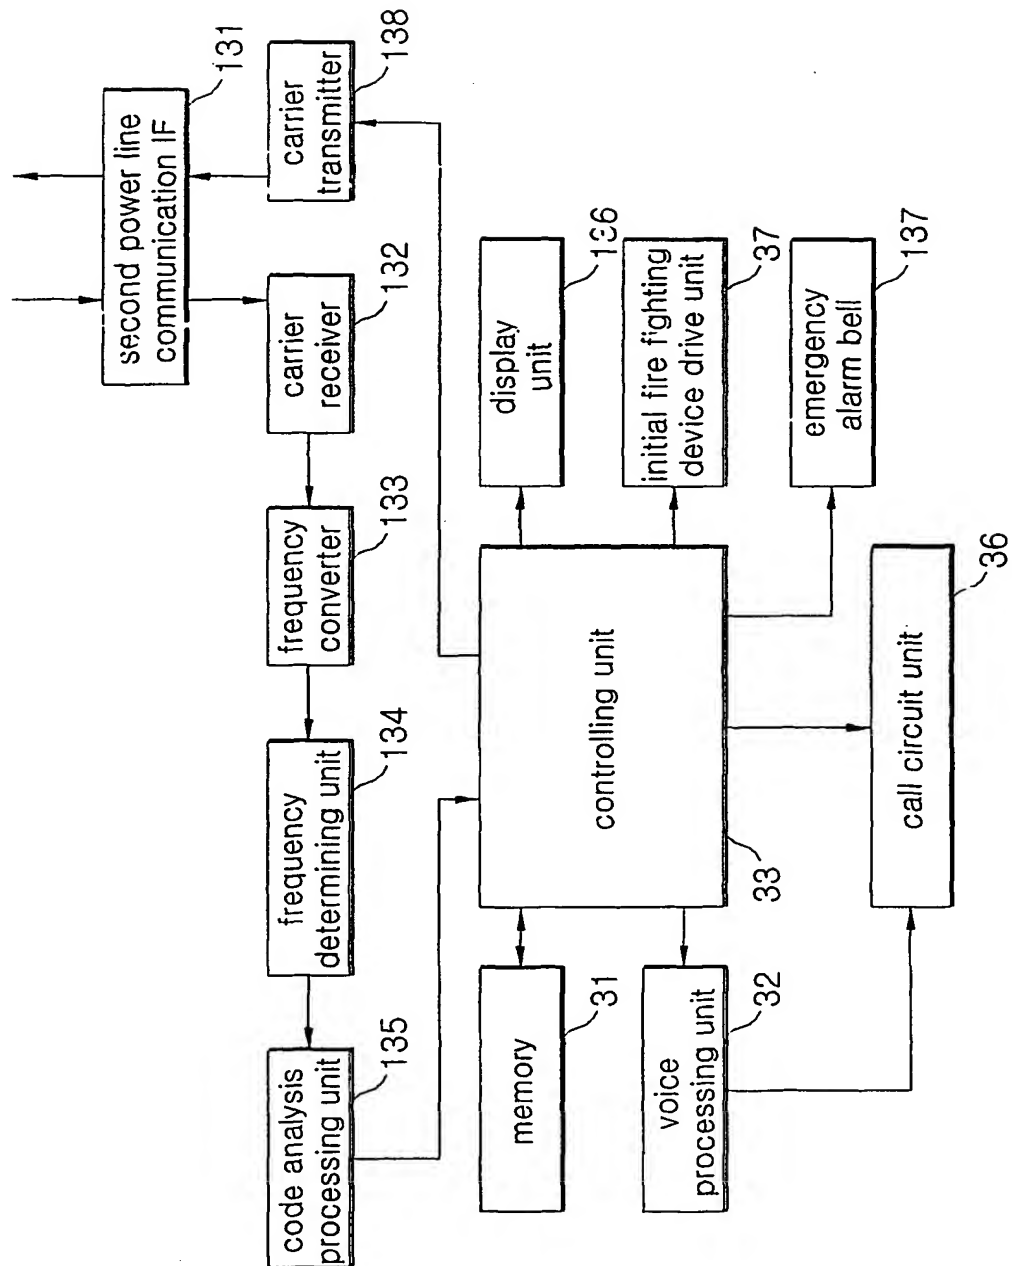 second power line
communication IF
131
carrier
transmitter
138
carrier
receiver
132
frequency
converter
133
frequency
determining unit
134
code analysis
processing unit
135
display
unit
136
initial fire fighting
device drive unit
37
emergency
alarm bell
137
controlling unit
33
memory
31
voice
processing unit
32
call circuit unit
36